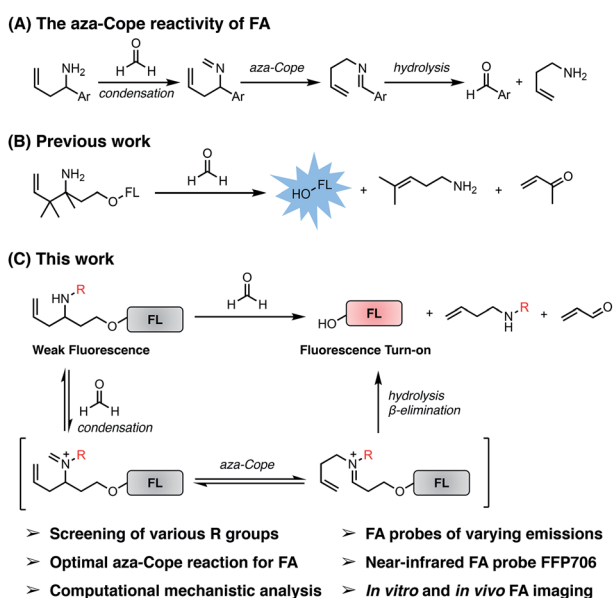 (A) The aza-Cope reactivity of FA
NH2
Ar
O
H H
condensation
N
Ar
aza-Cope
N
Ar
hydrolysis
O
Ar
+
NH2
(B) Previous work
NH2
O FL
O
H H
HO FL
+
NH2
+
O
(C) This work
HN R
O
FL
O
H H
HO
FL
+
N
H
R
+
O
Weak Fluorescence
Fluorescence Turn-on
O
H H
condensation
hydrolysis
β-elimination
+
N R
O
FL
aza-Cope
+
N R
O
FL
➢ Screening of various R groups
➢ Optimal aza-Cope reaction for FA
➢ Computational mechanistic analysis
➢ FA probes of varying emissions
➢ Near-infrared FA probe FFP706
➢ In vitro and in vivo FA imaging